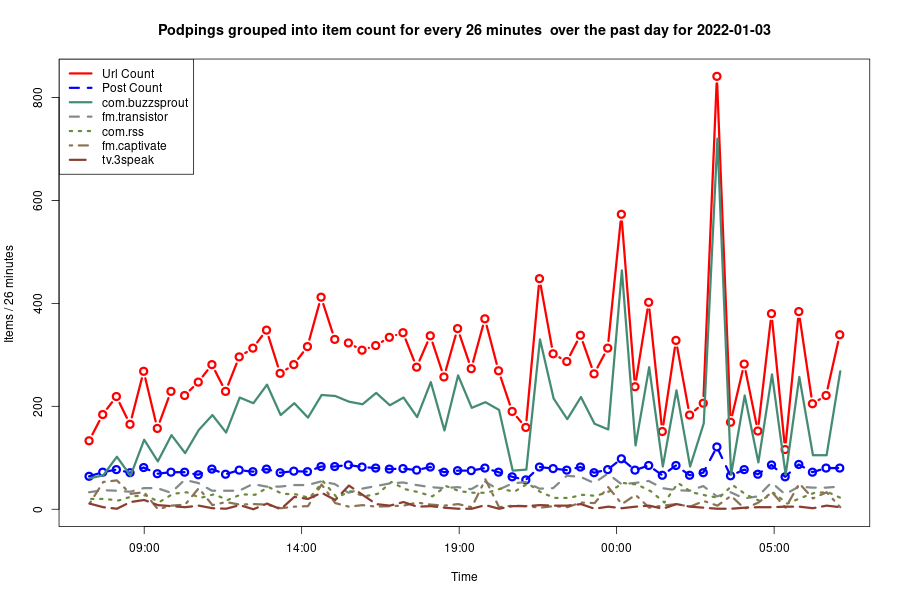 Podpings grouped into item count for every 26 minutes  over the past day for 2022-01-03
Url Count
Post Count
com.buzzsprout
fm.transistor
com.rss
fm.captivate
tv.3speak
800
600
400
200
0
Items / 26 minutes
09:00 14:00 19:00 00:00 05:00
Time